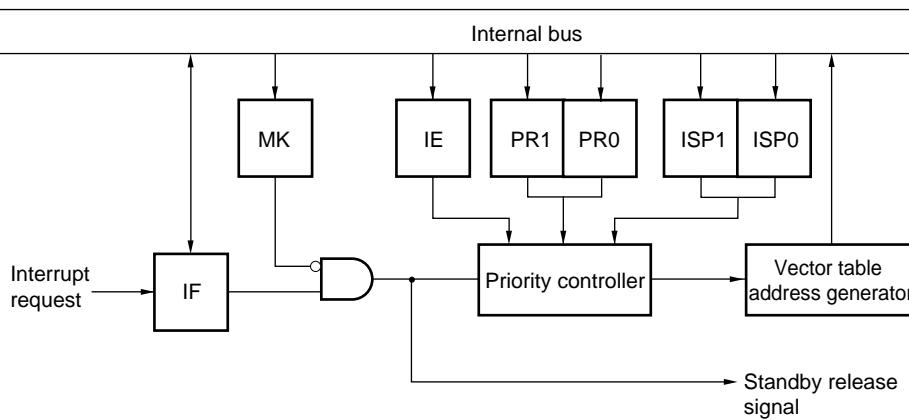 Internal bus
MK
IE
PR1
PR0
ISP1
ISP0
Interrupt
request
IF
Priority controller
Vector table
address generator
Standby release
signal